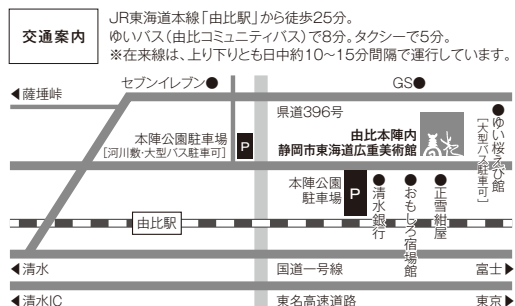 交通案内
JR東海道本線「由比駅」から徒歩25分。
ゆいバス(由比コミュニティバス)で8分。タクシーで5分。
※在来線は、上り下りとも日中約10〜15分間隔で運行しています。
セブンイレブン●
GS●
◀薩埵峠
県道396号
本陣公園駐車場
[河川敷・大型バス駐車可]
P
由比本陣内
静岡市東海道広重美術館
●ゆい桜えび館
[大型バス駐車可]
本陣公園
駐車場
P
●清水銀行
●おもしろ宿場館
●正雪紺屋
由比駅
◀清水
国道一号線
富士▶
◀清水IC
東名高速道路
東京▶